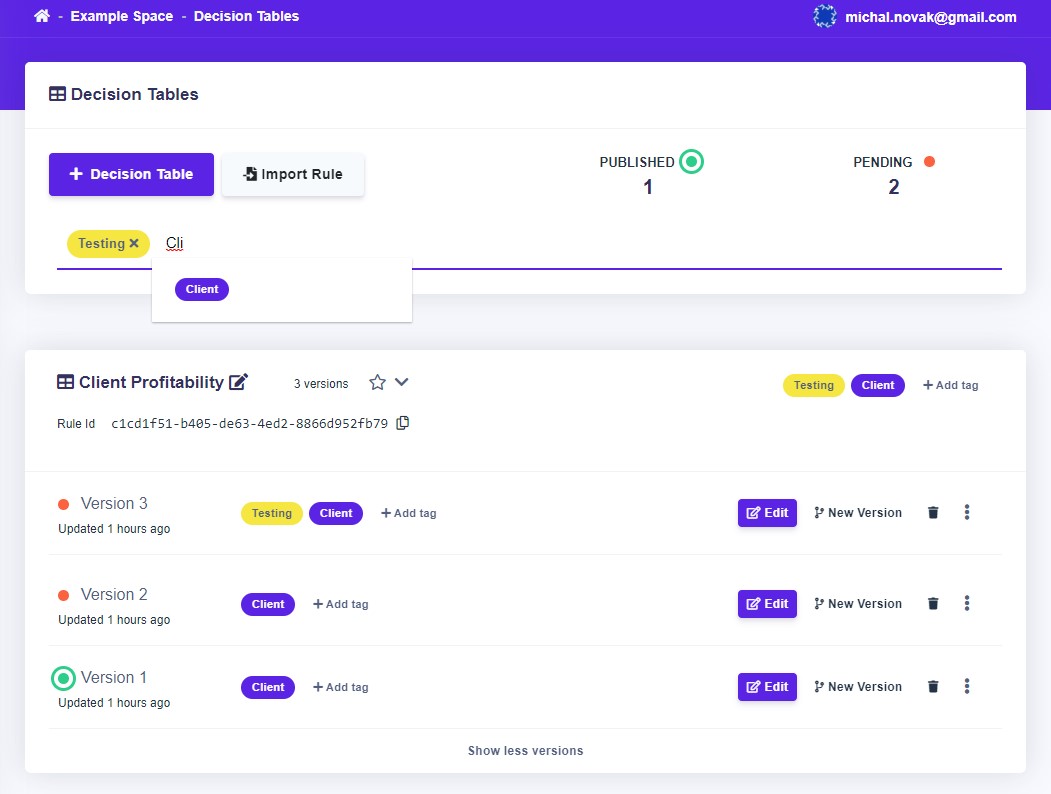 - Example Space - Decision Tables
michal.novak@gmail.com
Decision Tables
+ Decision Table
Import Rule
PUBLISHED
1
PENDING
2
Testing ×
Cli
Client
Client Profitability
3 versions
Testing
Client
+ Add tag
Rule Id c1cd1f51-b405-de63-4ed2-8866d952fb79
Version 3
Updated 1 hours ago
Testing
Client
+ Add tag
Edit
New Version
Version 2
Updated 1 hours ago
Client
+ Add tag
Edit
New Version
Version 1
Updated 1 hours ago
Client
+ Add tag
Edit
New Version
Show less versions